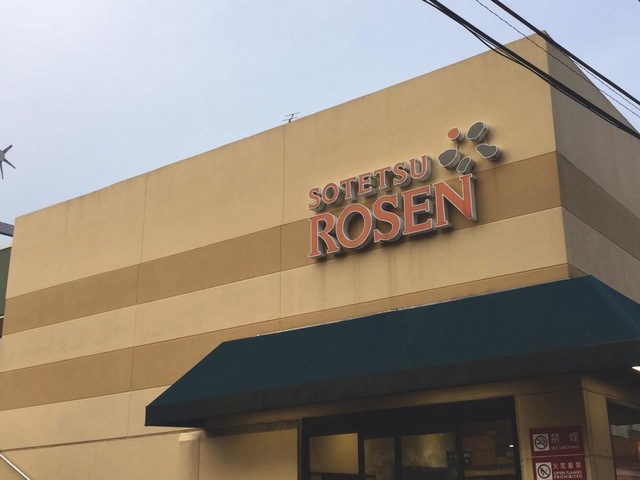 SOTETSU
ROSEN
禁煙
NO SMOKING
火気厳禁
OPEN FLAMES
PROHIBITED